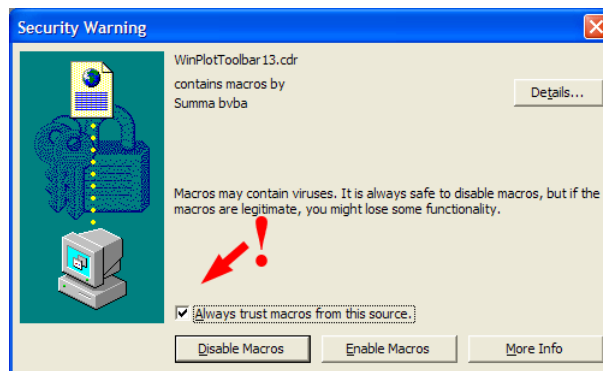 Security Warning
WinPlotToolbar13.cdr
contains macros by
Summa bvba
Details...
Macros may contain viruses. It is always safe to disable macros, but if the
macros are legitimate, you might lose some functionality.
!
Always trust macros from this source.
Disable Macros
Enable Macros
More Info